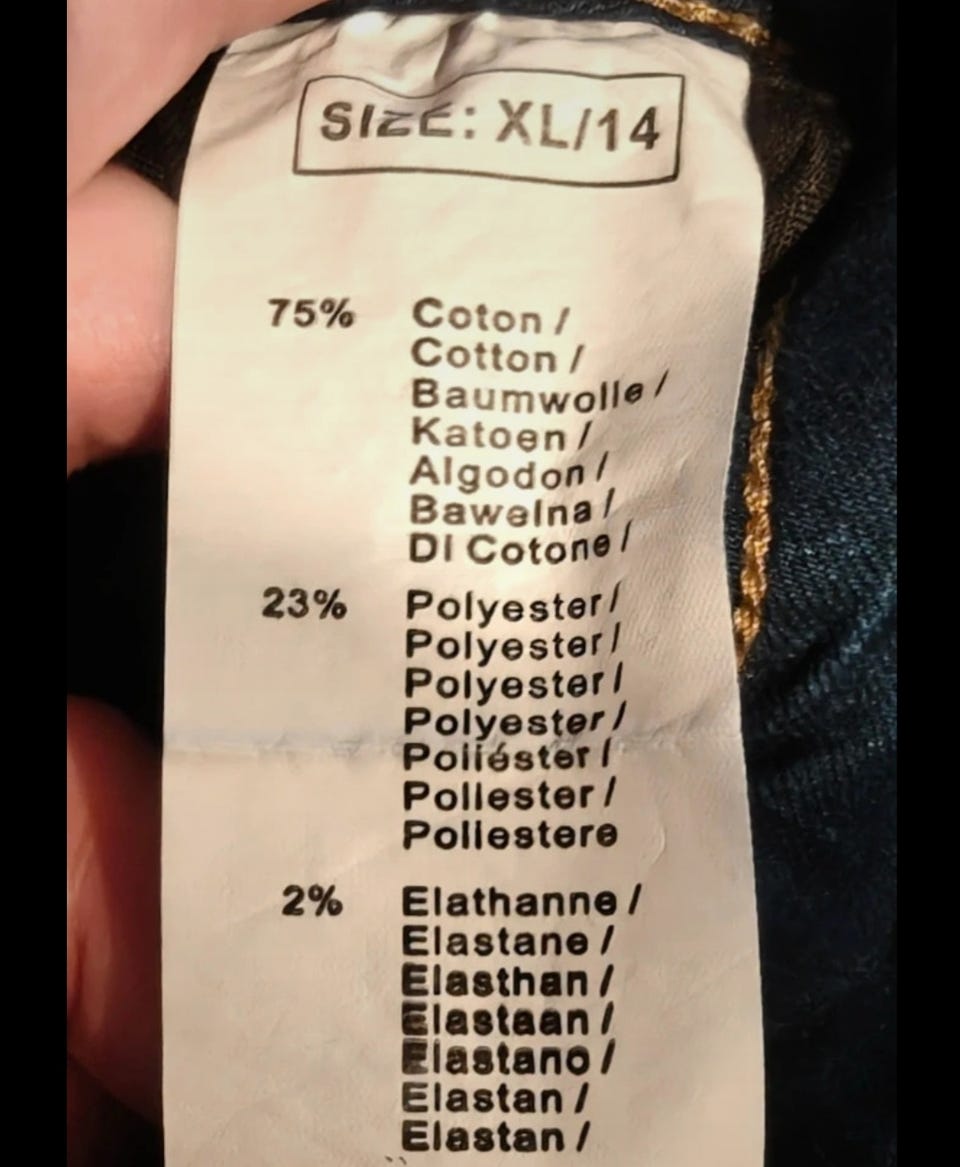 SIZE: XL/14
75% Coton /
Cotton /
Baumwolle /
Katoen /
Algodon /
Bawelna /
DI Cotone /
23% Polyester /
Polyester /
Polyester /
Polyester /
Poliéster /
Poliester /
Poliestere
2% Elathanne /
Elastane /
Elasthan /
Elastaan /
Elastano /
Elastan /
Elastan /